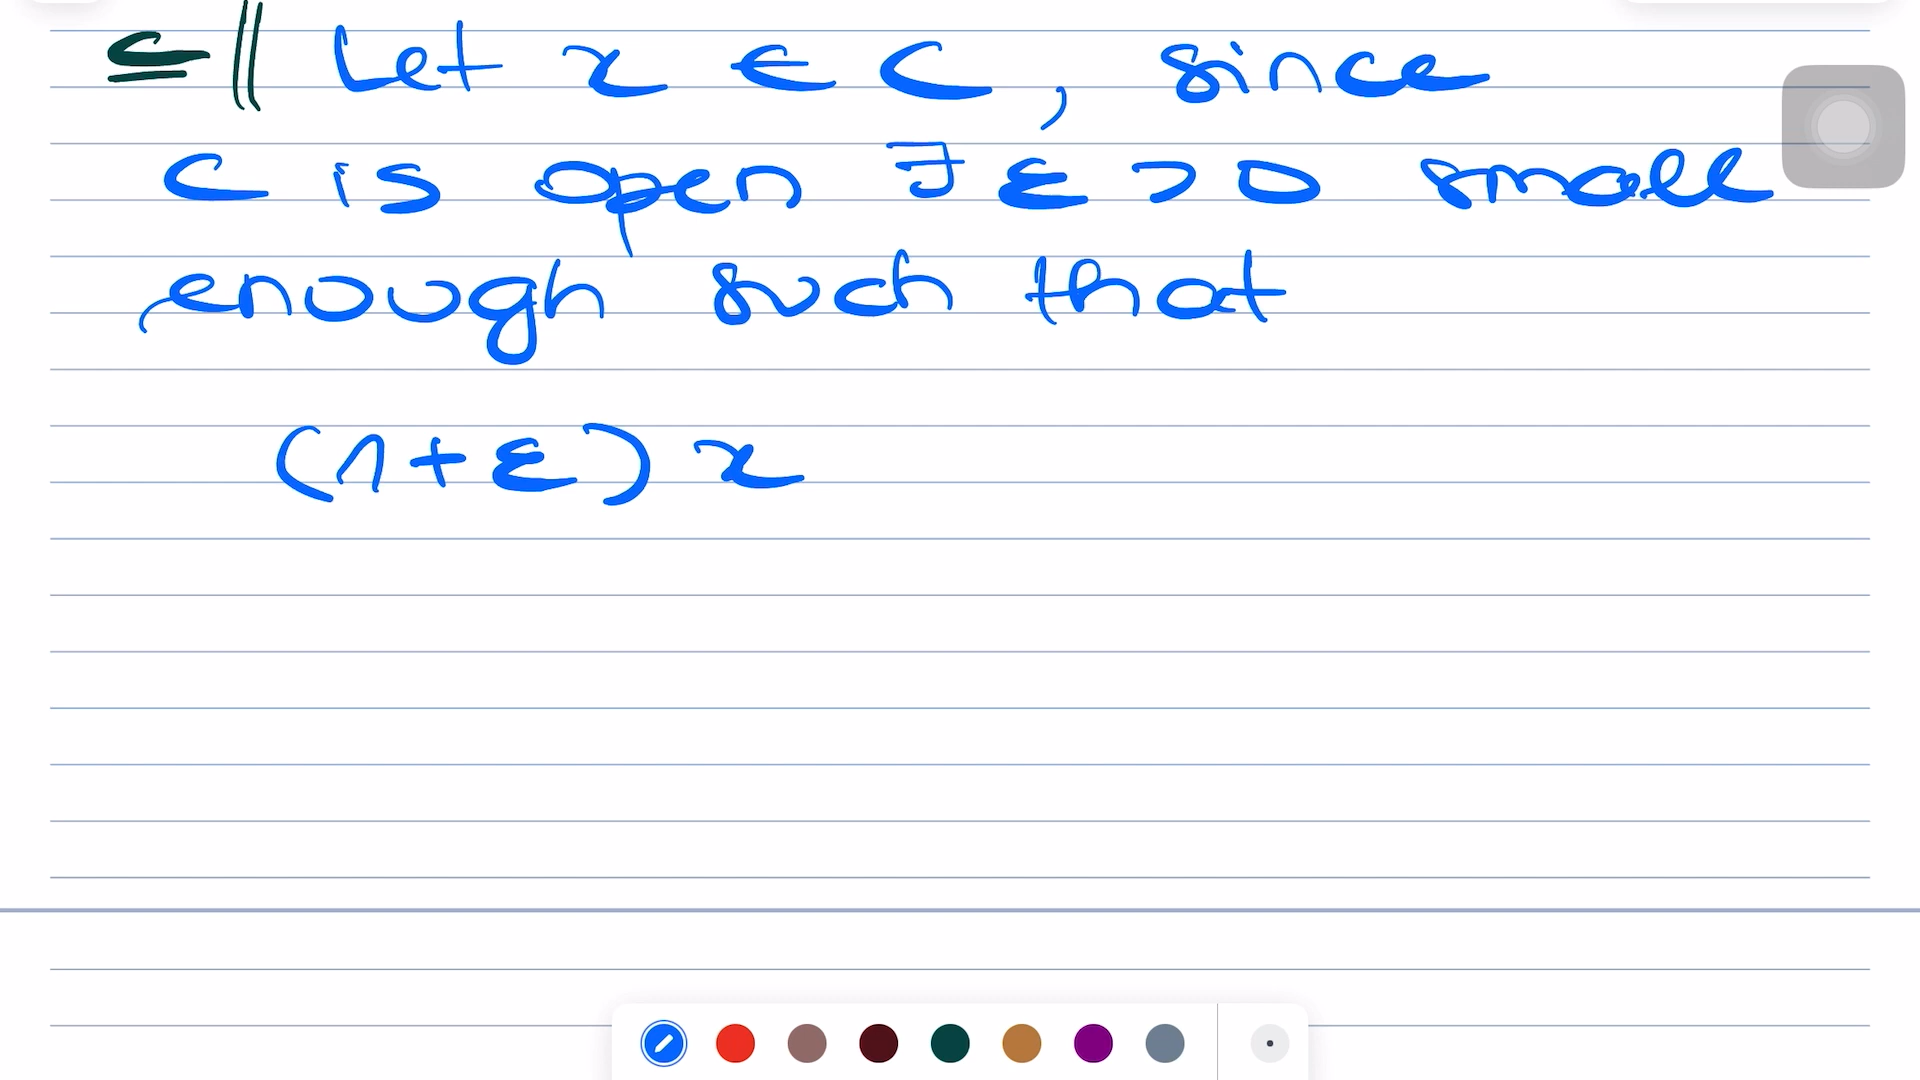 ⊆ || Let x ∈ C, since
C is open ∃ ε > 0 small
enough such that
(1+ε)x